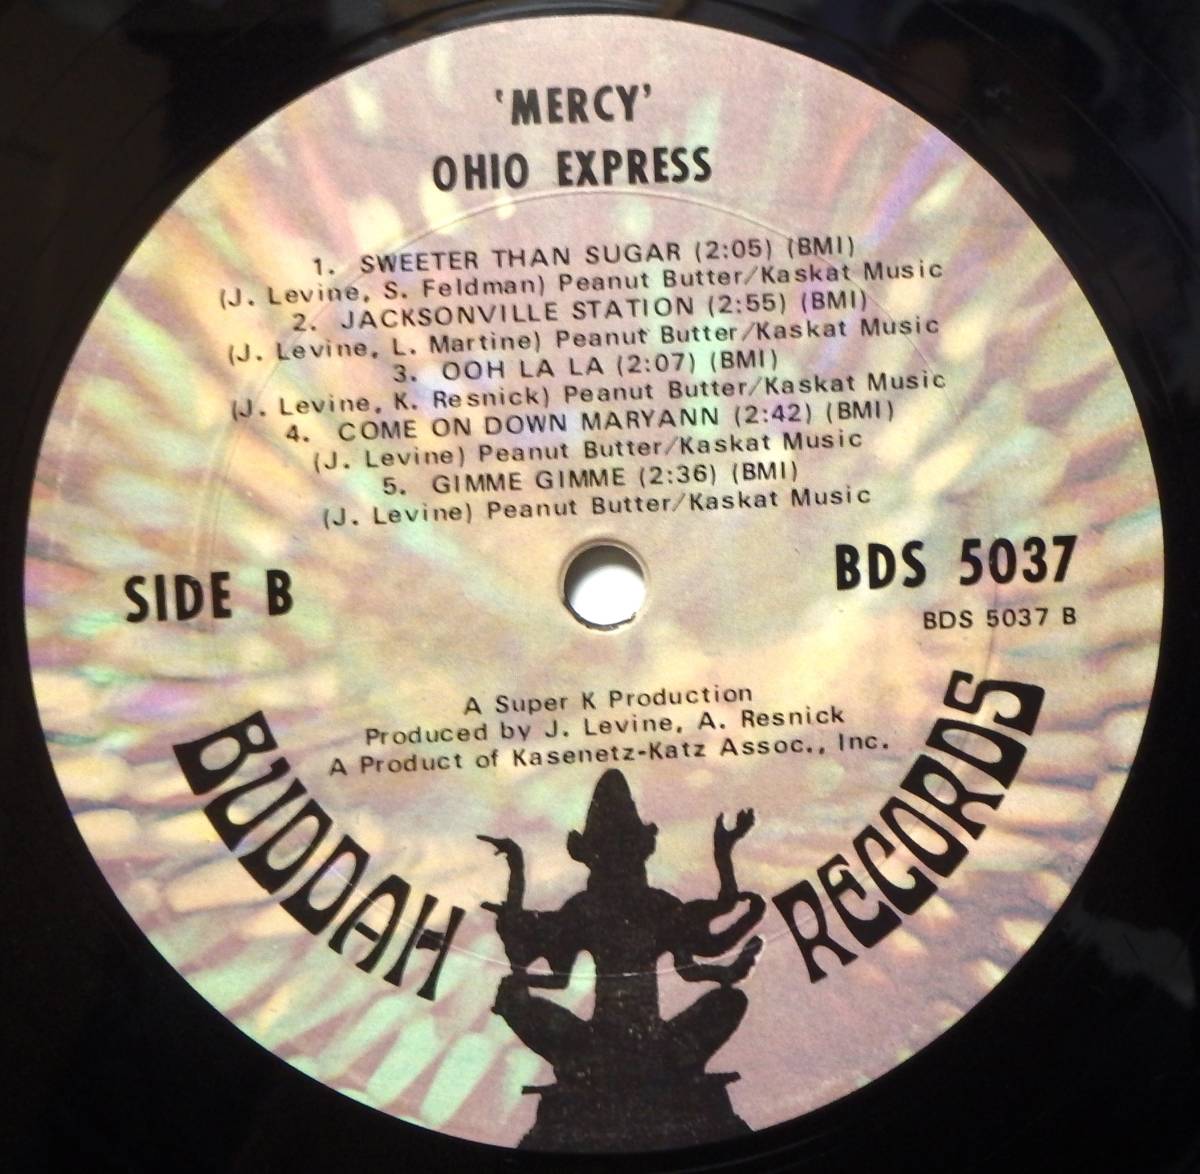 'MERCY'
OHIO EXPRESS
1. SWEETER THAN SUGAR (2:05) (BMI)
(J. Levine, S. Feldman) Peanut Butter/Kaskat Music
2. JACKSONVILLE STATION (2:55) (BMI)
(J. Levine, L. Martine) Peanut Butter/Kaskat Music
3. OOH LA LA (2:07) (BMI)
(J. Levine, K. Resnick) Peanut Butter/Kaskat Music
4. COME ON DOWN MARYANN (2:42) (BMI)
(J. Levine) Peanut Butter/Kaskat Music
5. GIMME GIMME (2:36) (BMI)
(J. Levine) Peanut Butter/Kaskat Music
SIDE B
BDS 5037
BDS 5037 B
A Super K Production
Produced by J. Levine, A. Resnick
A Product of Kasenetz-Katz Assoc., Inc.
BUDDAH RECORDS